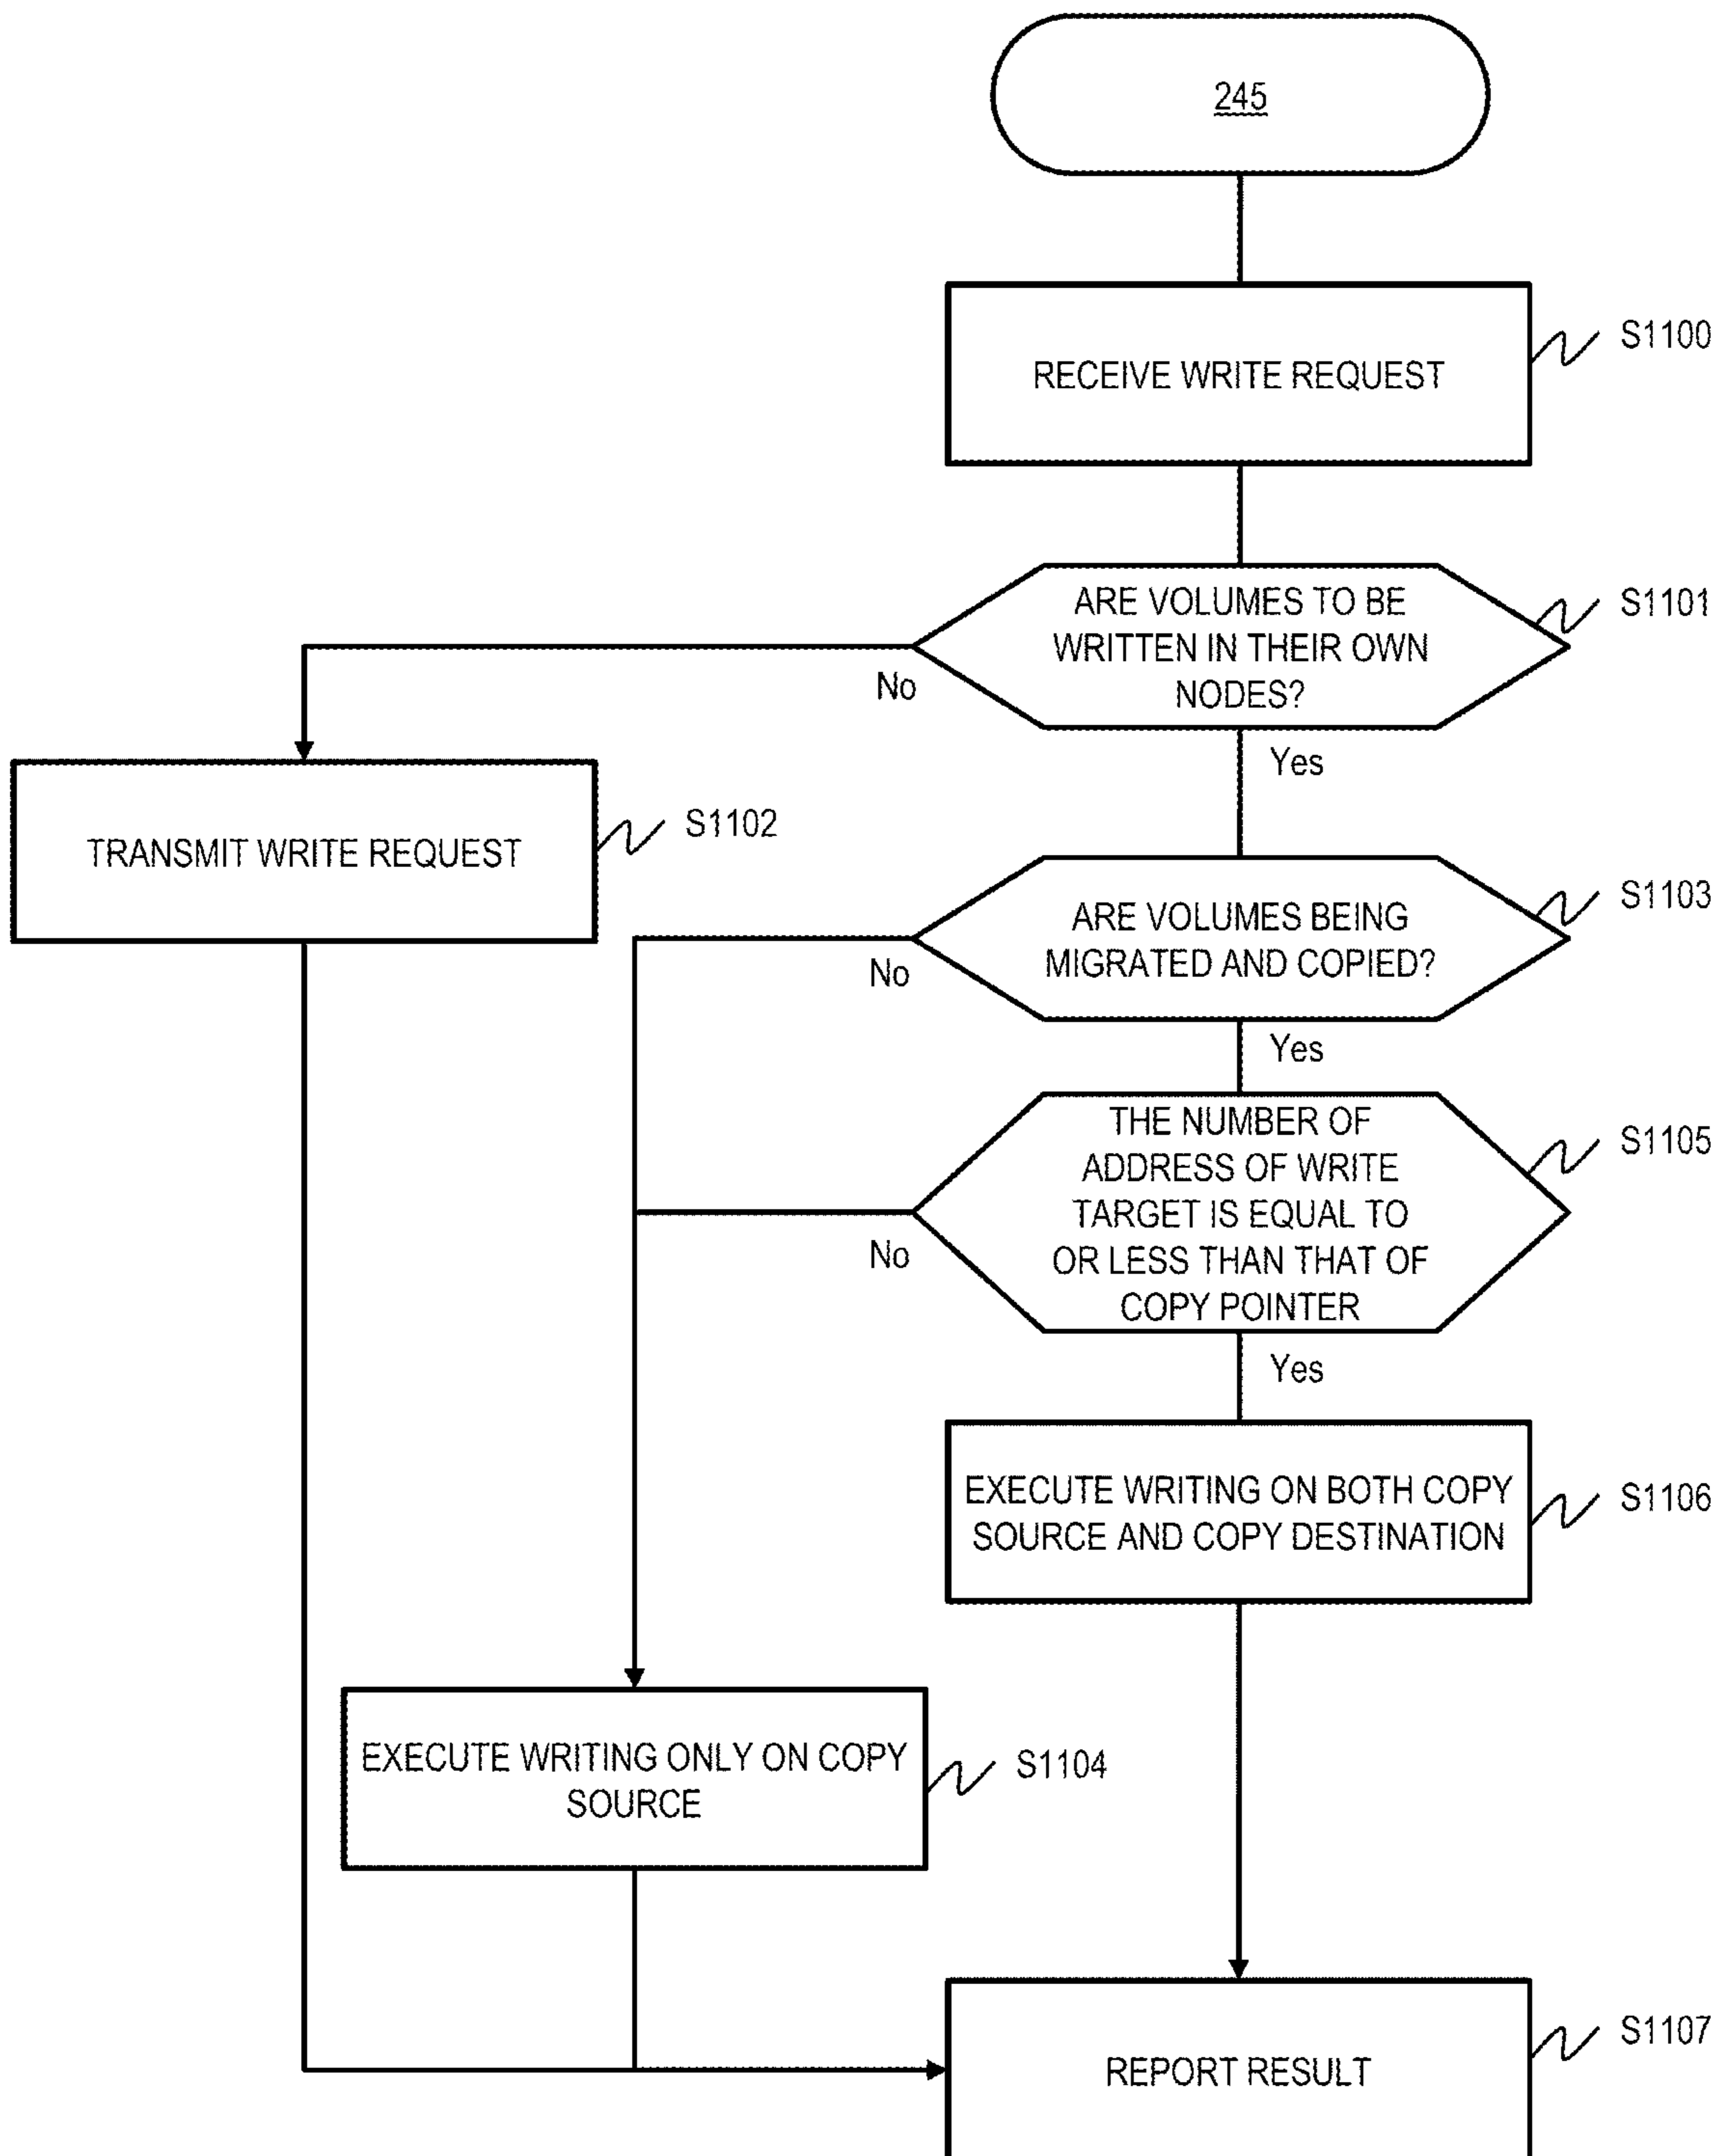 245
RECEIVE WRITE REQUEST
S1100
ARE VOLUMES TO BE
WRITTEN IN THEIR OWN
NODES?
S1101
No
Yes
TRANSMIT WRITE REQUEST
S1102
ARE VOLUMES BEING
MIGRATED AND COPIED?
S1103
No
Yes
THE NUMBER OF
ADDRESS OF WRITE
TARGET IS EQUAL TO
OR LESS THAN THAT OF
COPY POINTER
S1105
No
Yes
EXECUTE WRITING ON BOTH COPY
SOURCE AND COPY DESTINATION
S1106
EXECUTE WRITING ONLY ON COPY
SOURCE
S1104
REPORT RESULT
S1107